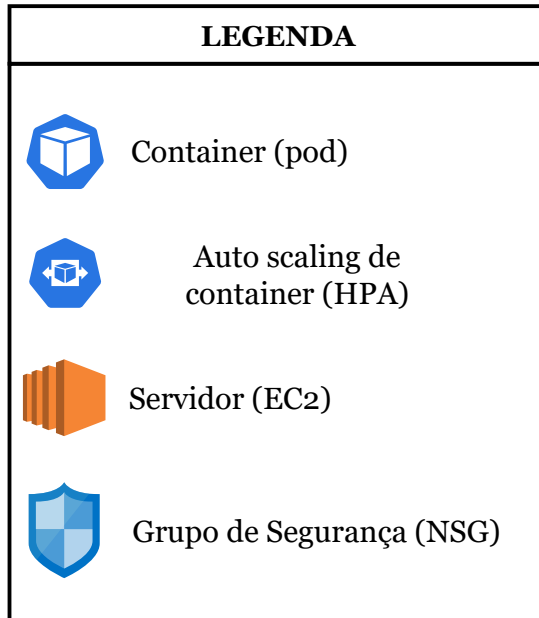 LEGENDA
Container (pod)
Auto scaling de
container (HPA)
Servidor (EC2)
Grupo de Segurança (NSG)